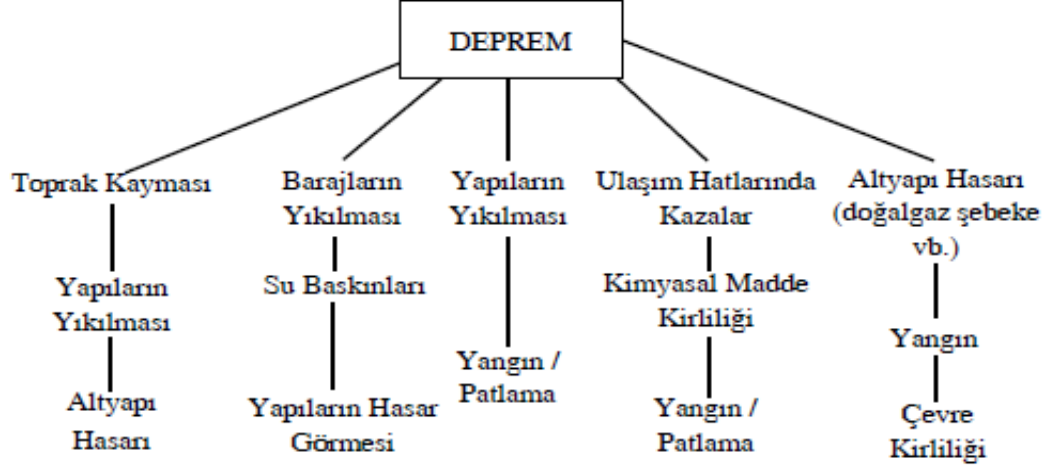 DEPREM
Toprak Kayması
Yapıların
Yıkılması
Altyapı
Hasarı
Barajların
Yıkılması
Su Baskınları
Yapıların Hasar
Görmesi
Yapıların
Yıkılması
Yangın /
Patlama
Ulaşım Hatlarında
Kazalar
Kimyasal Madde
Kirliliği
Yangın /
Patlama
Altyapı Hasarı
(doğalgaz şebeke
vb.)
Yangın
Çevre
Kirliliği